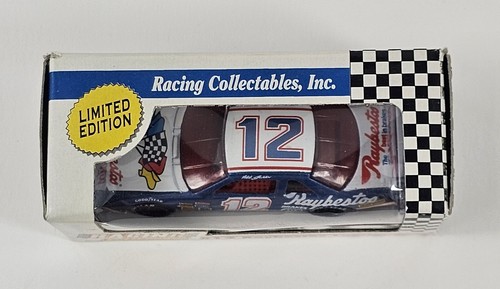 Racing Collectables, Inc.
LIMITED
EDITION
12
Raybestos
12
Raybestos
GOODYEAR